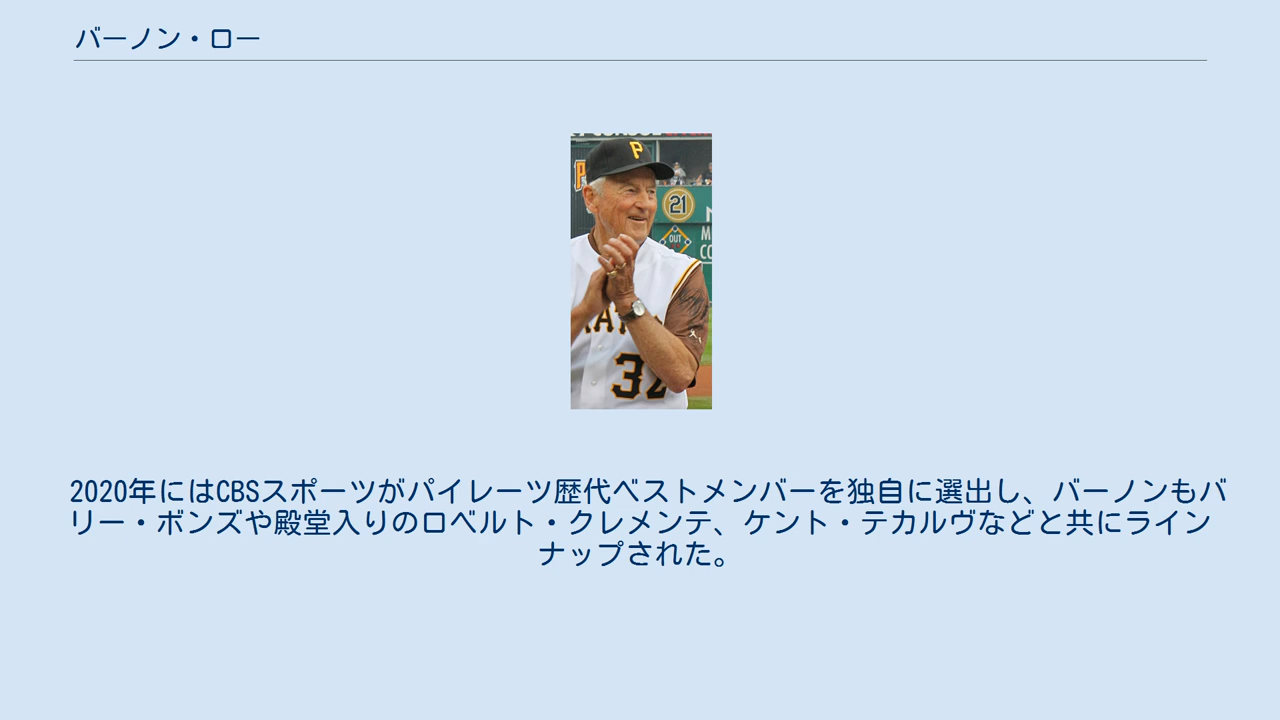 バーノン・ロー
P
P
21
OUT
M
CO
32
2020年にはCBSスポーツがパイレーツ歴代ベストメンバーを独自に選出し、バーノンもバ
リー・ボンズや殿堂入りのロベルト・クレメンテ、ケント・テカルヴなどと共にライン
ナップされた。